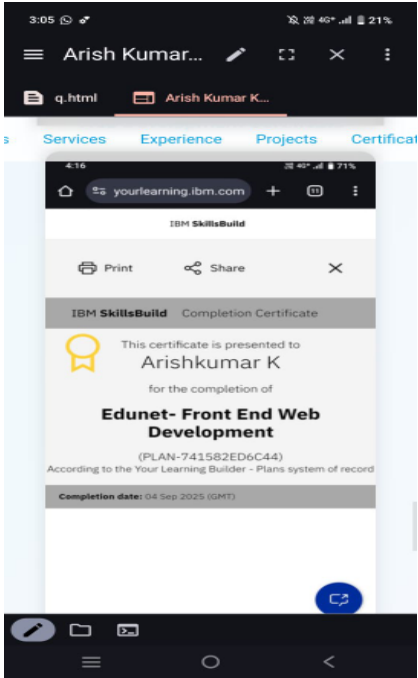 3:05 4G+ 21%
Arish Kumar...
q.html Arish Kumar K...
s Services Experience Projects Certificat
4:16 4G+ 71%
yourlearning.ibm.com 11
IBM SkillsBuild
Print Share
IBM SkillsBuild Completion Certificate
This certificate is presented to
Arishkumar K
for the completion of
Edunet- Front End Web
Development
(PLAN-741582ED6C44)
According to the Your Learning Builder - Plans system of record
Completion date: 04 Sep 2025 (GMT)